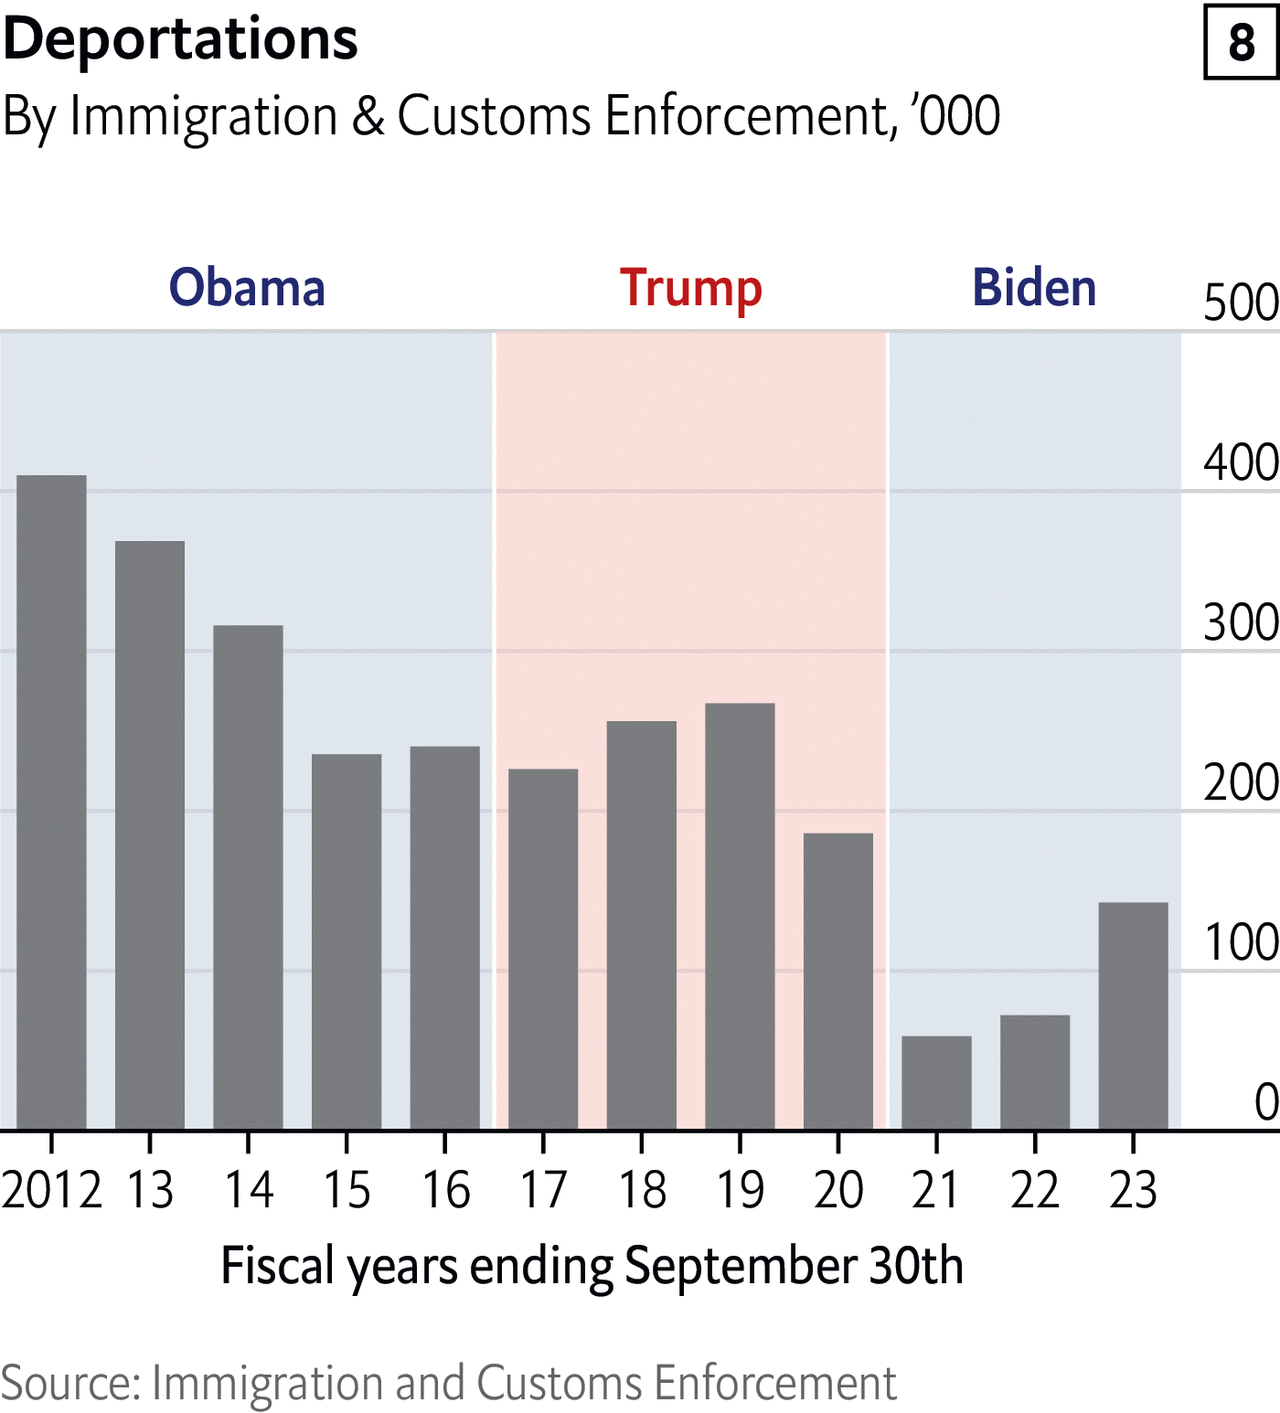 Deportations
8
By Immigration & Customs Enforcement, ’000
Obama
Trump
Biden
500
400
300
200
100
0
2012 13 14 15 16 17 18 19 20 21 22 23
Fiscal years ending September 30th
Source: Immigration and Customs Enforcement